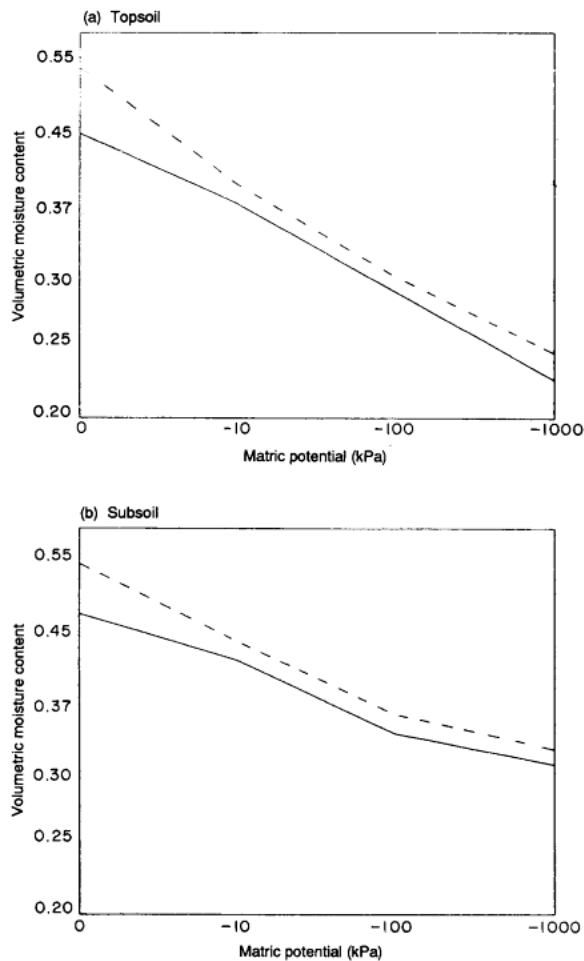 (a) Topsoil
Volumetric moisture content
0.55
0.45
0.37
0.30
0.25
0.20
0 -10 -100 -1000
Matric potential (kPa)
(b) Subsoil
Volumetric moisture content
0.55
0.45
0.37
0.30
0.25
0.20
0 -10 -100 -1000
Matric potential (kPa)